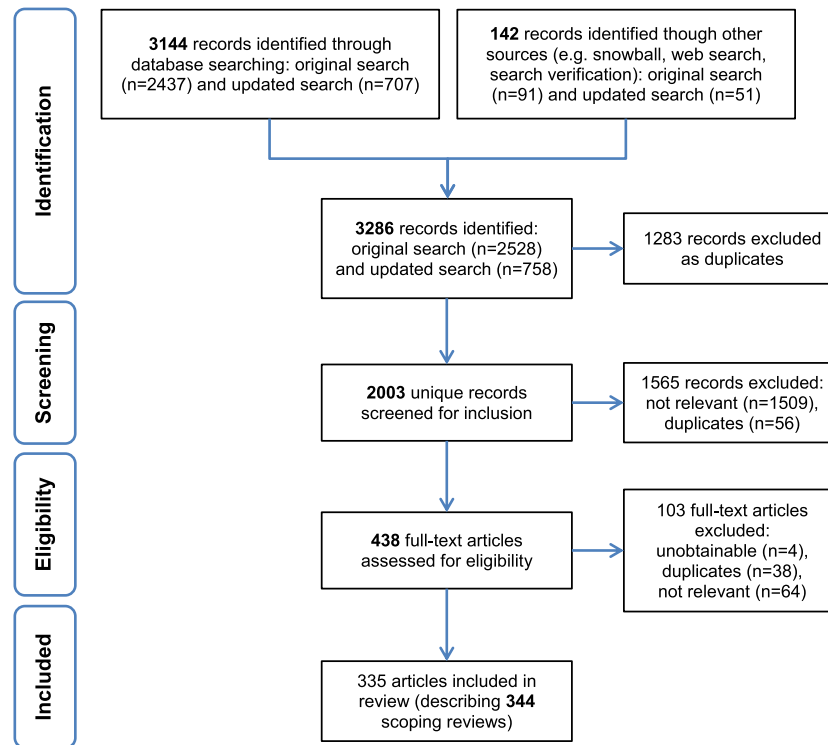 Identification
3144 records identified through
database searching: original search
(n=2437) and updated search (n=707)
142 records identified though other
sources (e.g. snowball, web search,
search verification): original search
(n=91) and updated search (n=51)
3286 records identified:
original search (n=2528)
and updated search (n=758)
1283 records excluded
as duplicates
Screening
2003 unique records
screened for inclusion
1565 records excluded:
not relevant (n=1509),
duplicates (n=56)
Eligibility
438 full-text articles
assessed for eligibility
103 full-text articles
excluded:
unobtainable (n=4),
duplicates (n=38),
not relevant (n=64)
Included
335 articles included in
review (describing 344
scoping reviews)